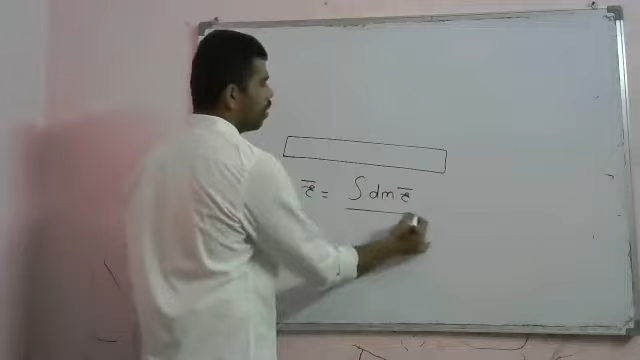 r̅ = ∫ dm r̅